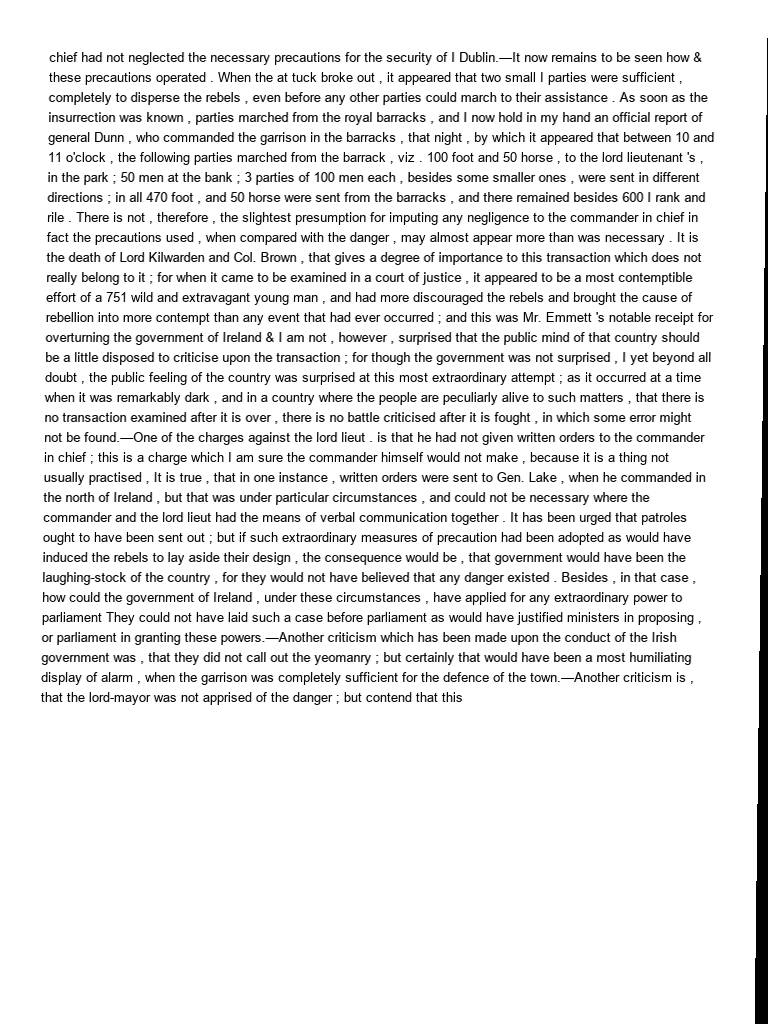 chief had not neglected the necessary precautions for the security of I Dublin.—It now remains to be seen how &
these precautions operated . When the at tuck broke out , it appeared that two small I parties were sufficient ,
completely to disperse the rebels , even before any other parties could march to their assistance . As soon as the
insurrection was known , parties marched from the royal barracks , and I now hold in my hand an official report of
general Dunn , who commanded the garrison in the barracks , that night , by which it appeared that between 10 and
11 o'clock , the following parties marched from the barrack , viz . 100 foot and 50 horse , to the lord lieutenant 's ,
in the park ; 50 men at the bank ; 3 parties of 100 men each , besides some smaller ones , were sent in different
directions ; in all 470 foot , and 50 horse were sent from the barracks , and there remained besides 600 I rank and
rile . There is not , therefore , the slightest presumption for imputing any negligence to the commander in chief in
fact the precautions used , when compared with the danger , may almost appear more than was necessary . It is
the death of Lord Kilwarden and Col. Brown , that gives a degree of importance to this transaction which does not
really belong to it ; for when it came to be examined in a court of justice , it appeared to be a most contemptible
effort of a 751 wild and extravagant young man , and had more discouraged the rebels and brought the cause of
rebellion into more contempt than any event that had ever occurred ; and this was Mr. Emmett 's notable receipt for
overturning the government of Ireland & I am not , however , surprised that the public mind of that country should
be a little disposed to criticise upon the transaction ; for though the government was not surprised , I yet beyond all
doubt , the public feeling of the country was surprised at this most extraordinary attempt ; as it occurred at a time
when it was remarkably dark , and in a country where the people are peculiarly alive to such matters , that there is
no transaction examined after it is over , there is no battle criticised after it is fought , in which some error might
not be found.—One of the charges against the lord lieut . is that he had not given written orders to the commander
in chief ; this is a charge which I am sure the commander himself would not make , because it is a thing not
usually practised , It is true , that in one instance , written orders were sent to Gen. Lake , when he commanded in
the north of Ireland , but that was under particular circumstances , and could not be necessary where the
commander and the lord lieut had the means of verbal communication together . It has been urged that patroles
ought to have been sent out ; but if such extraordinary measures of precaution had been adopted as would have
induced the rebels to lay aside their design , the consequence would be , that government would have been the
laughing-stock of the country , for they would not have believed that any danger existed . Besides , in that case ,
how could the government of Ireland , under these circumstances , have applied for any extraordinary power to
parliament They could not have laid such a case before parliament as would have justified ministers in proposing ,
or parliament in granting these powers.—Another criticism which has been made upon the conduct of the Irish
government was , that they did not call out the yeomanry ; but certainly that would have been a most humiliating
display of alarm , when the garrison was completely sufficient for the defence of the town.—Another criticism is ,
that the lord-mayor was not apprised of the danger ; but contend that this